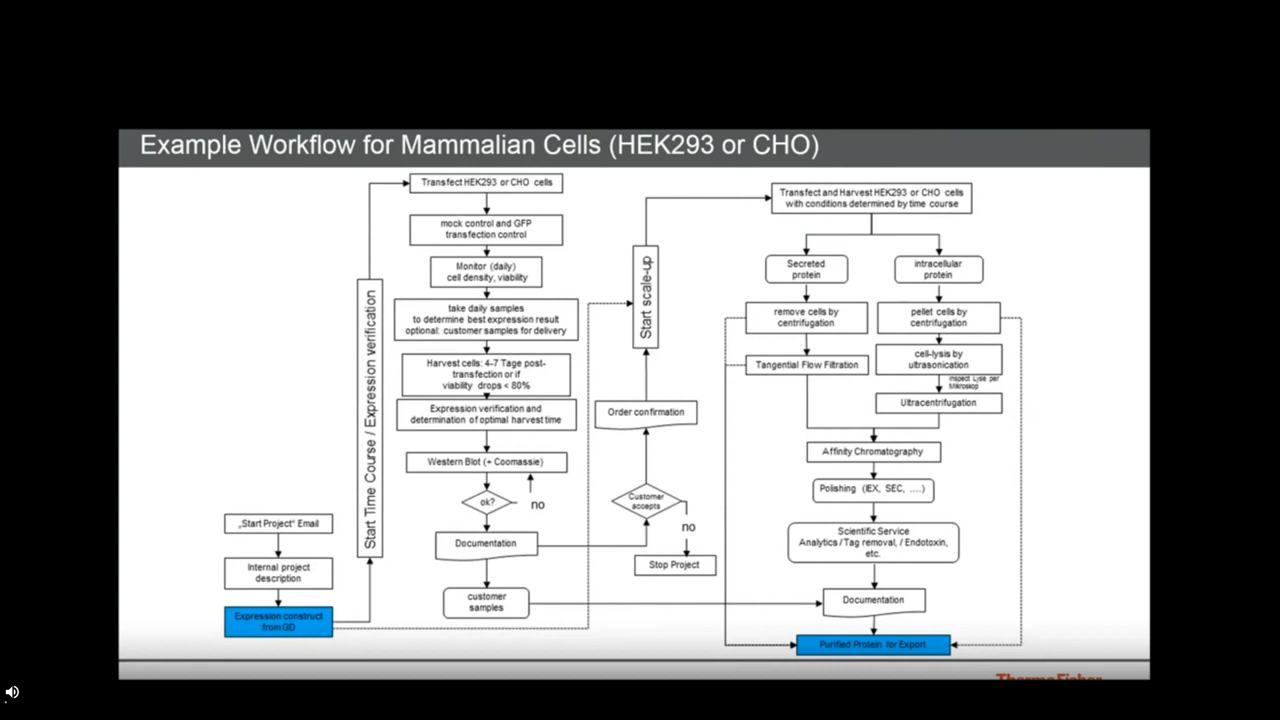 Example Workflow for Mammalian Cells (HEK293 or CHO)
„Start Project“ Email
Internal project
description
Expression construct
from GD
Start Time Course / Expression verification
Transfect HEK293 or CHO cells
mock control and GFP
transfection control
Monitor (daily)
cell density, viability
take daily samples
to determine best expression result
optional: customer samples for delivery
Harvest cells: 4-7 Tage post-
transfection or if
viability drops < 80%
Expression verification and
determination of optimal harvest time
Western Blot (+ Coomassie)
ok?
no
Documentation
customer
samples
Start scale-up
Order confirmation
Customer
accepts
no
Stop Project
Transfect and Harvest HEK293 or CHO cells
with conditions determined by time course
Secreted
protein
intracellular
protein
remove cells by
centrifugation
pellet cells by
centrifugation
Tangential Flow Filtration
cell-lysis by
ultrasonication
Inspect Lyse per
Mikroskop
Ultracentrifugation
Affinity Chromatography
Polishing (IEX, SEC, ....)
Scientific Service
Analytics / Tag removal, / Endotoxin,
etc.
Documentation
Purified Protein for Export
ThermoFisher